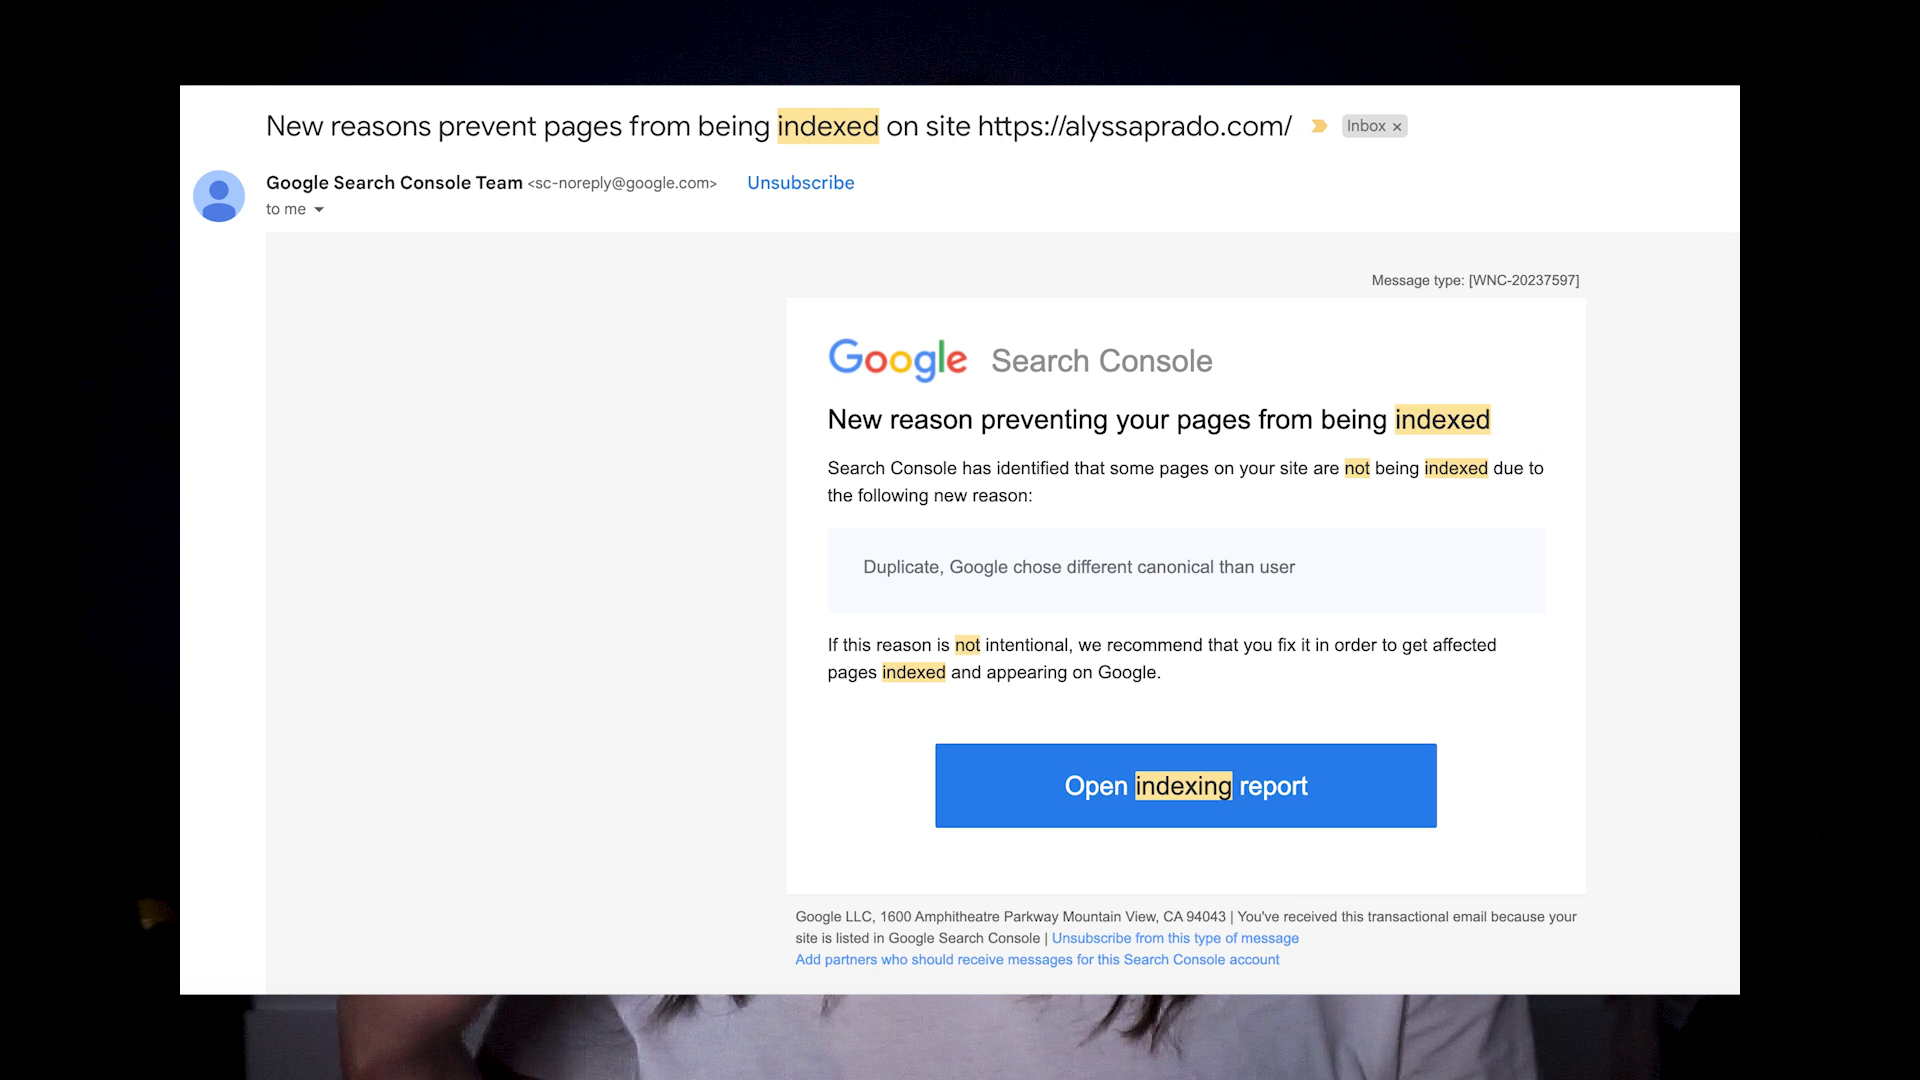 New reasons prevent pages from being indexed on site https://alyssaprado.com/ Inbox ×
Google Search Console Team <sc-noreply@google.com> Unsubscribe
to me
Message type: [WNC-20237597]
Google Search Console
New reason preventing your pages from being indexed
Search Console has identified that some pages on your site are not being indexed due to
the following new reason:
Duplicate, Google chose different canonical than user
If this reason is not intentional, we recommend that you fix it in order to get affected
pages indexed and appearing on Google.
Open indexing report
Google LLC, 1600 Amphitheatre Parkway Mountain View, CA 94043 | You've received this transactional email because your
site is listed in Google Search Console | Unsubscribe from this type of message
Add partners who should receive messages for this Search Console account